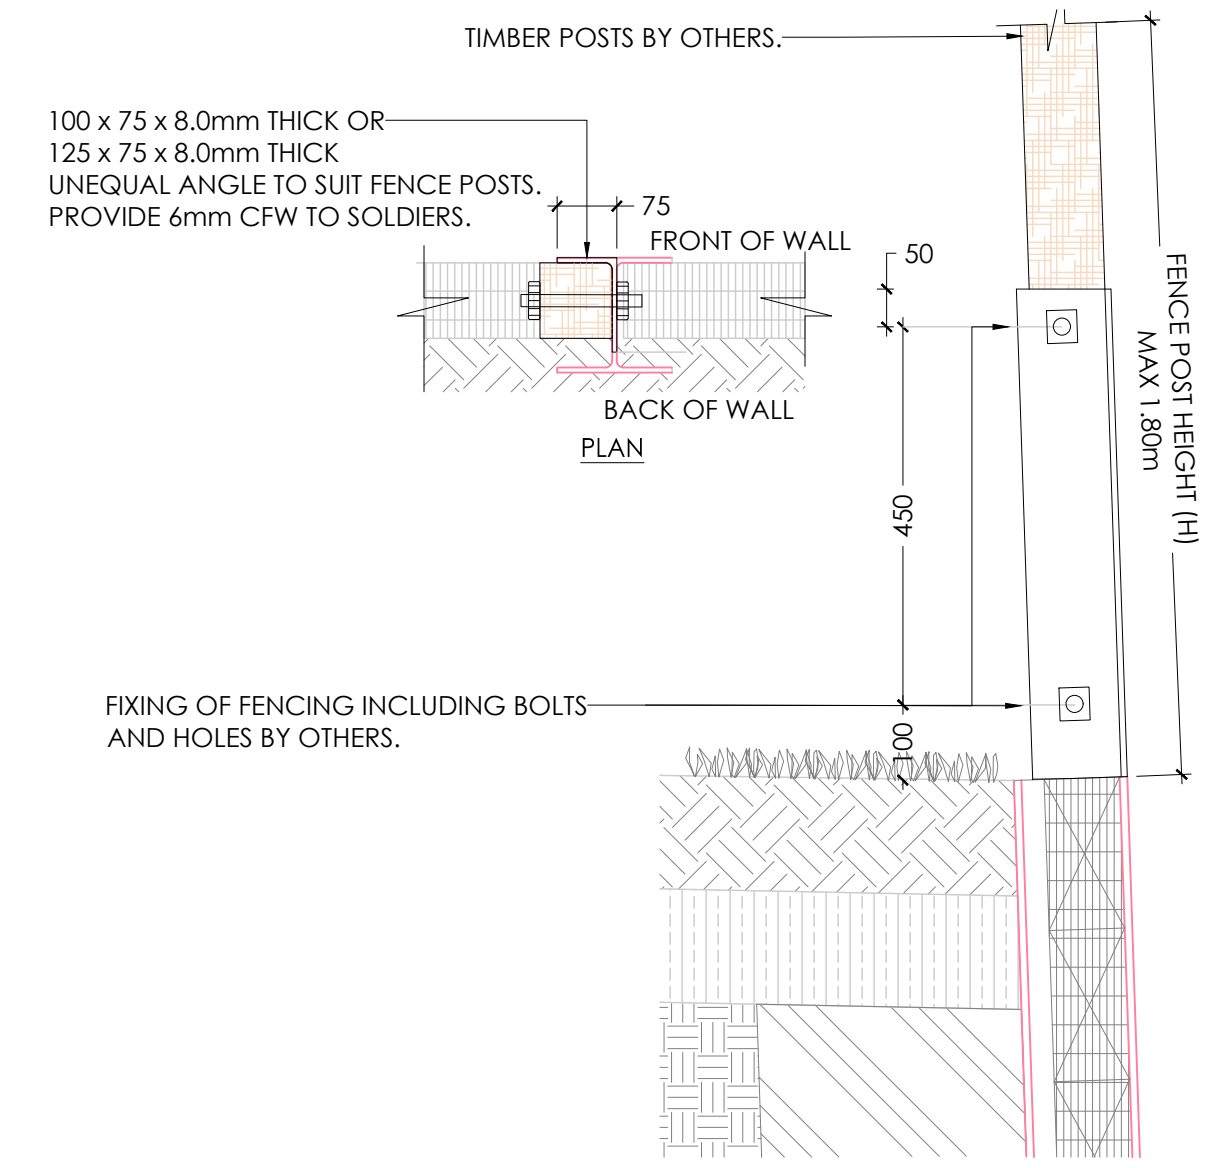 TIMBER POSTS BY OTHERS.
100 x 75 x 8.0mm THICK OR
125 x 75 x 8.0mm THICK
UNEQUAL ANGLE TO SUIT FENCE POSTS.
PROVIDE 6mm CFW TO SOLDIERS.
75
FRONT OF WALL
50
BACK OF WALL
PLAN
FENCE POST HEIGHT (H)
MAX 1.80m
450
FIXING OF FENCING INCLUDING BOLTS
AND HOLES BY OTHERS.
100